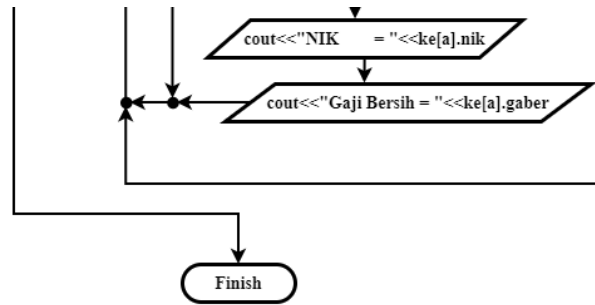 cout<<"NIK = "<<ke[a].nik
cout<<"Gaji Bersih = "<<ke[a].gaber
Finish